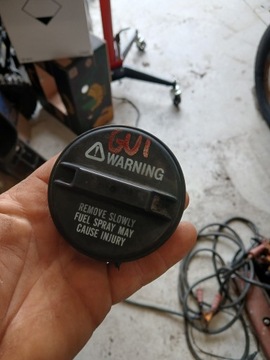 GUT
WARNING
REMOVE SLOWLY
FUEL SPRAY MAY
CAUSE INJURY